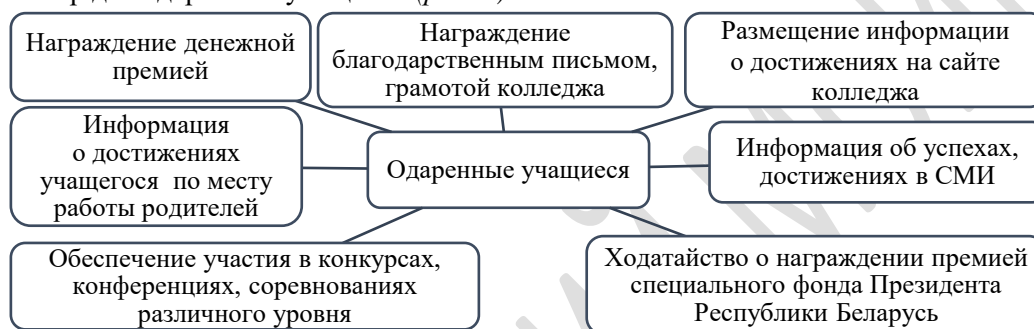 Награждение денежной
премией
Награждение
благодарственным письмом,
грамотой колледжа
Размещение информации
о достижениях на сайте
колледжа
Информация
о достижениях
учащегося по месту
работы родителей
Одаренные учащиеся
Информация об успехах,
достижениях в СМИ
Обеспечение участия в конкурсах,
конференциях, соревнованиях
различного уровня
Ходатайство о награждении премией
специального фонда Президента
Республики Беларусь